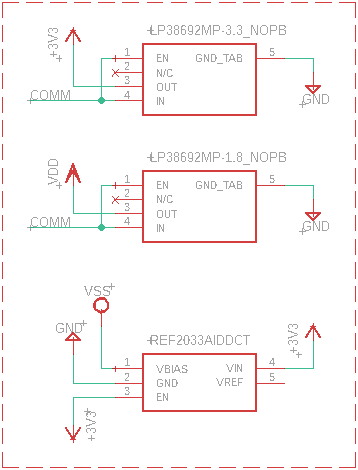 LP38692MP-3.3_NOPB
+3V3
1 EN GND_TAB 5
2 N/C
3 OUT
COMM 4 IN
GND
LP38692MP-1.8_NOPB
VDD
1 EN GND_TAB 5
2 N/C
3 OUT
COMM 4 IN
GND
VSS
GND
REF2033AIDDCT
+3V3
1 VBIAS VIN 4
2 GND VREF 5
3 EN
+3V3